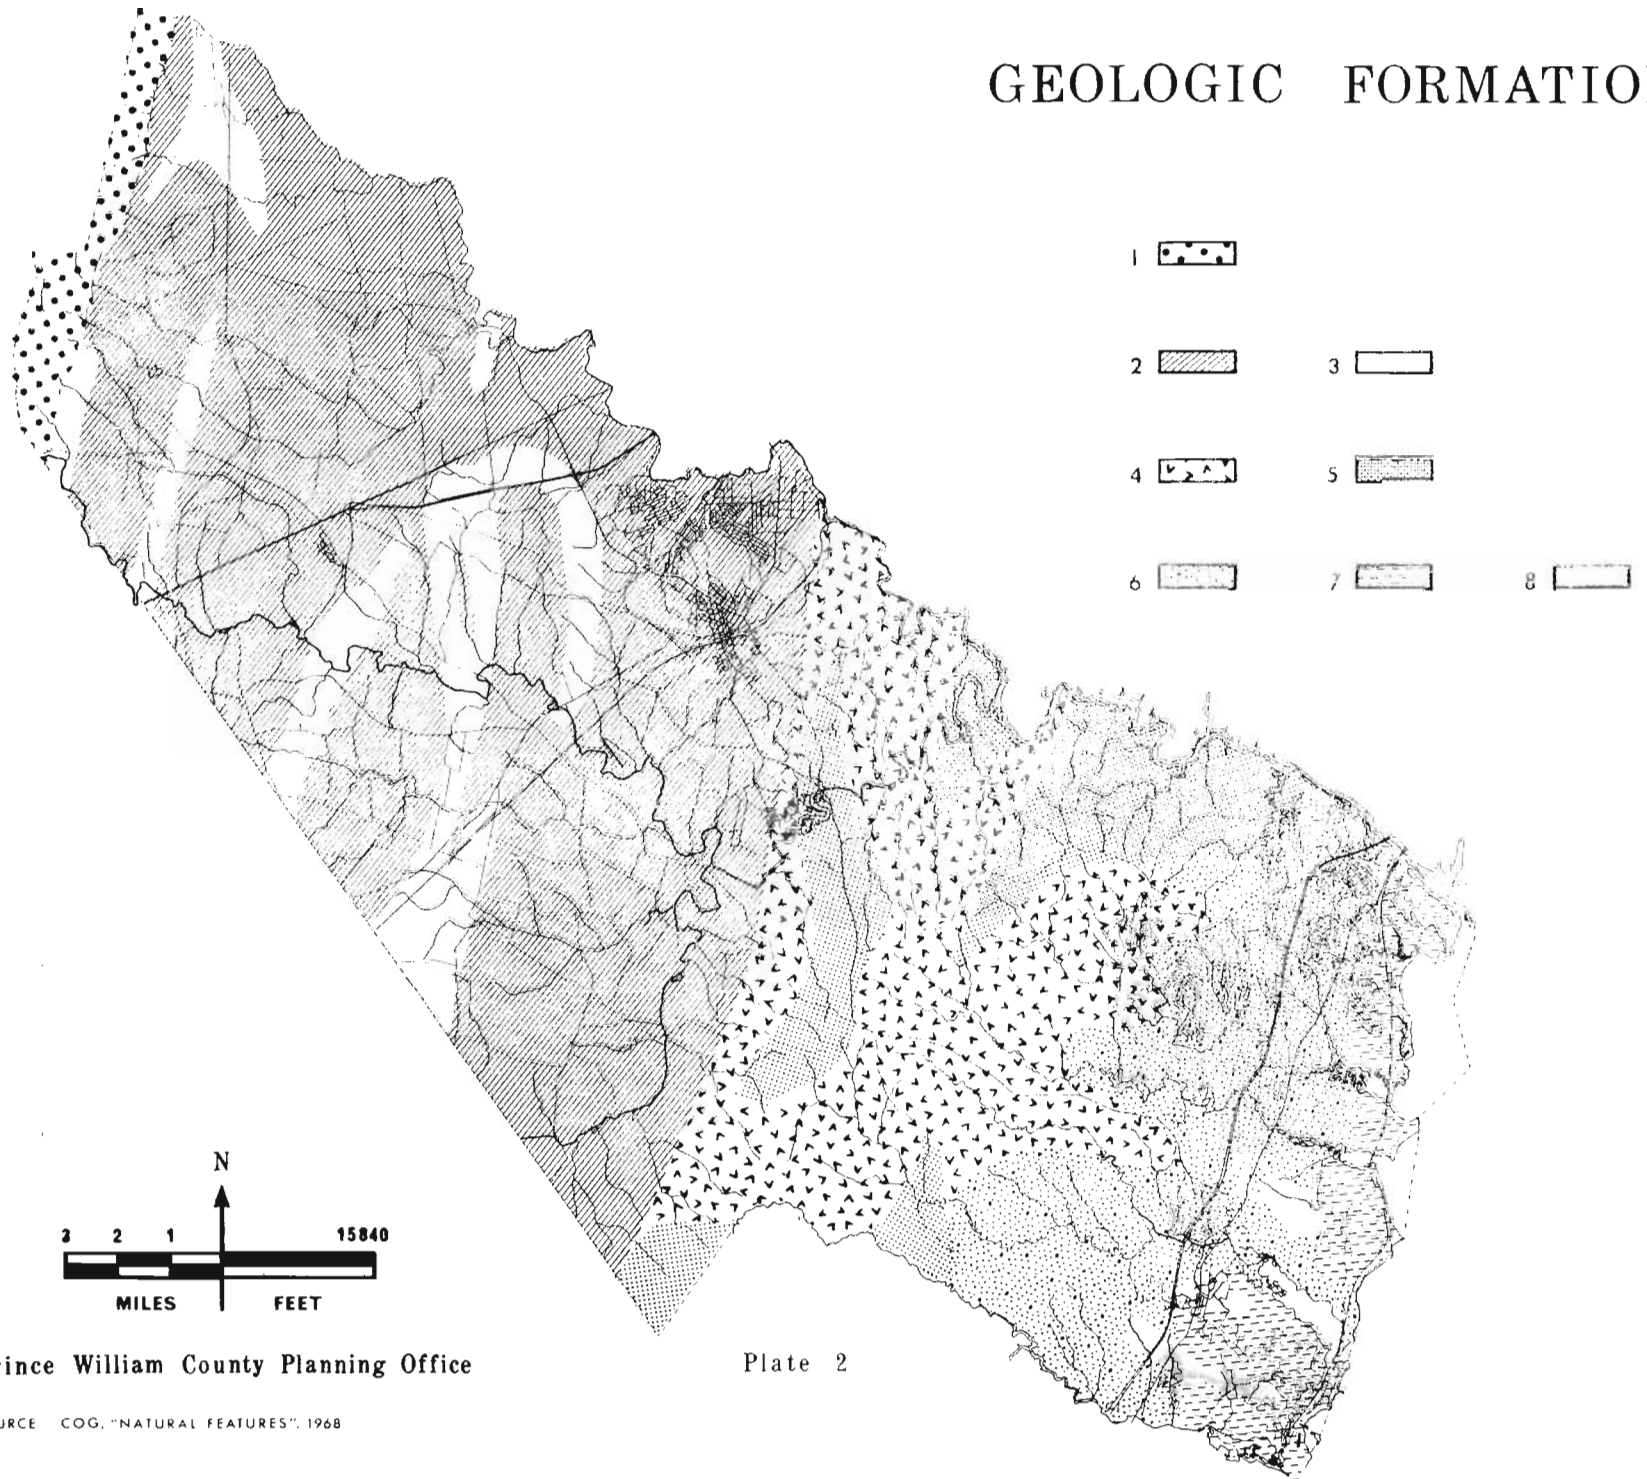 GEOLOGIC FORMATIO
1
2 3
4 5
6 7 8
N
3 2 1 15840
MILES FEET
ince William County Planning Office
Plate 2
URCE COG, "NATURAL FEATURES", 1968